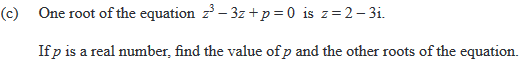 (c) One root of the equation z³ – 3z + p = 0 is z = 2 – 3i.
If p is a real number, find the value of p and the other roots of the equation.